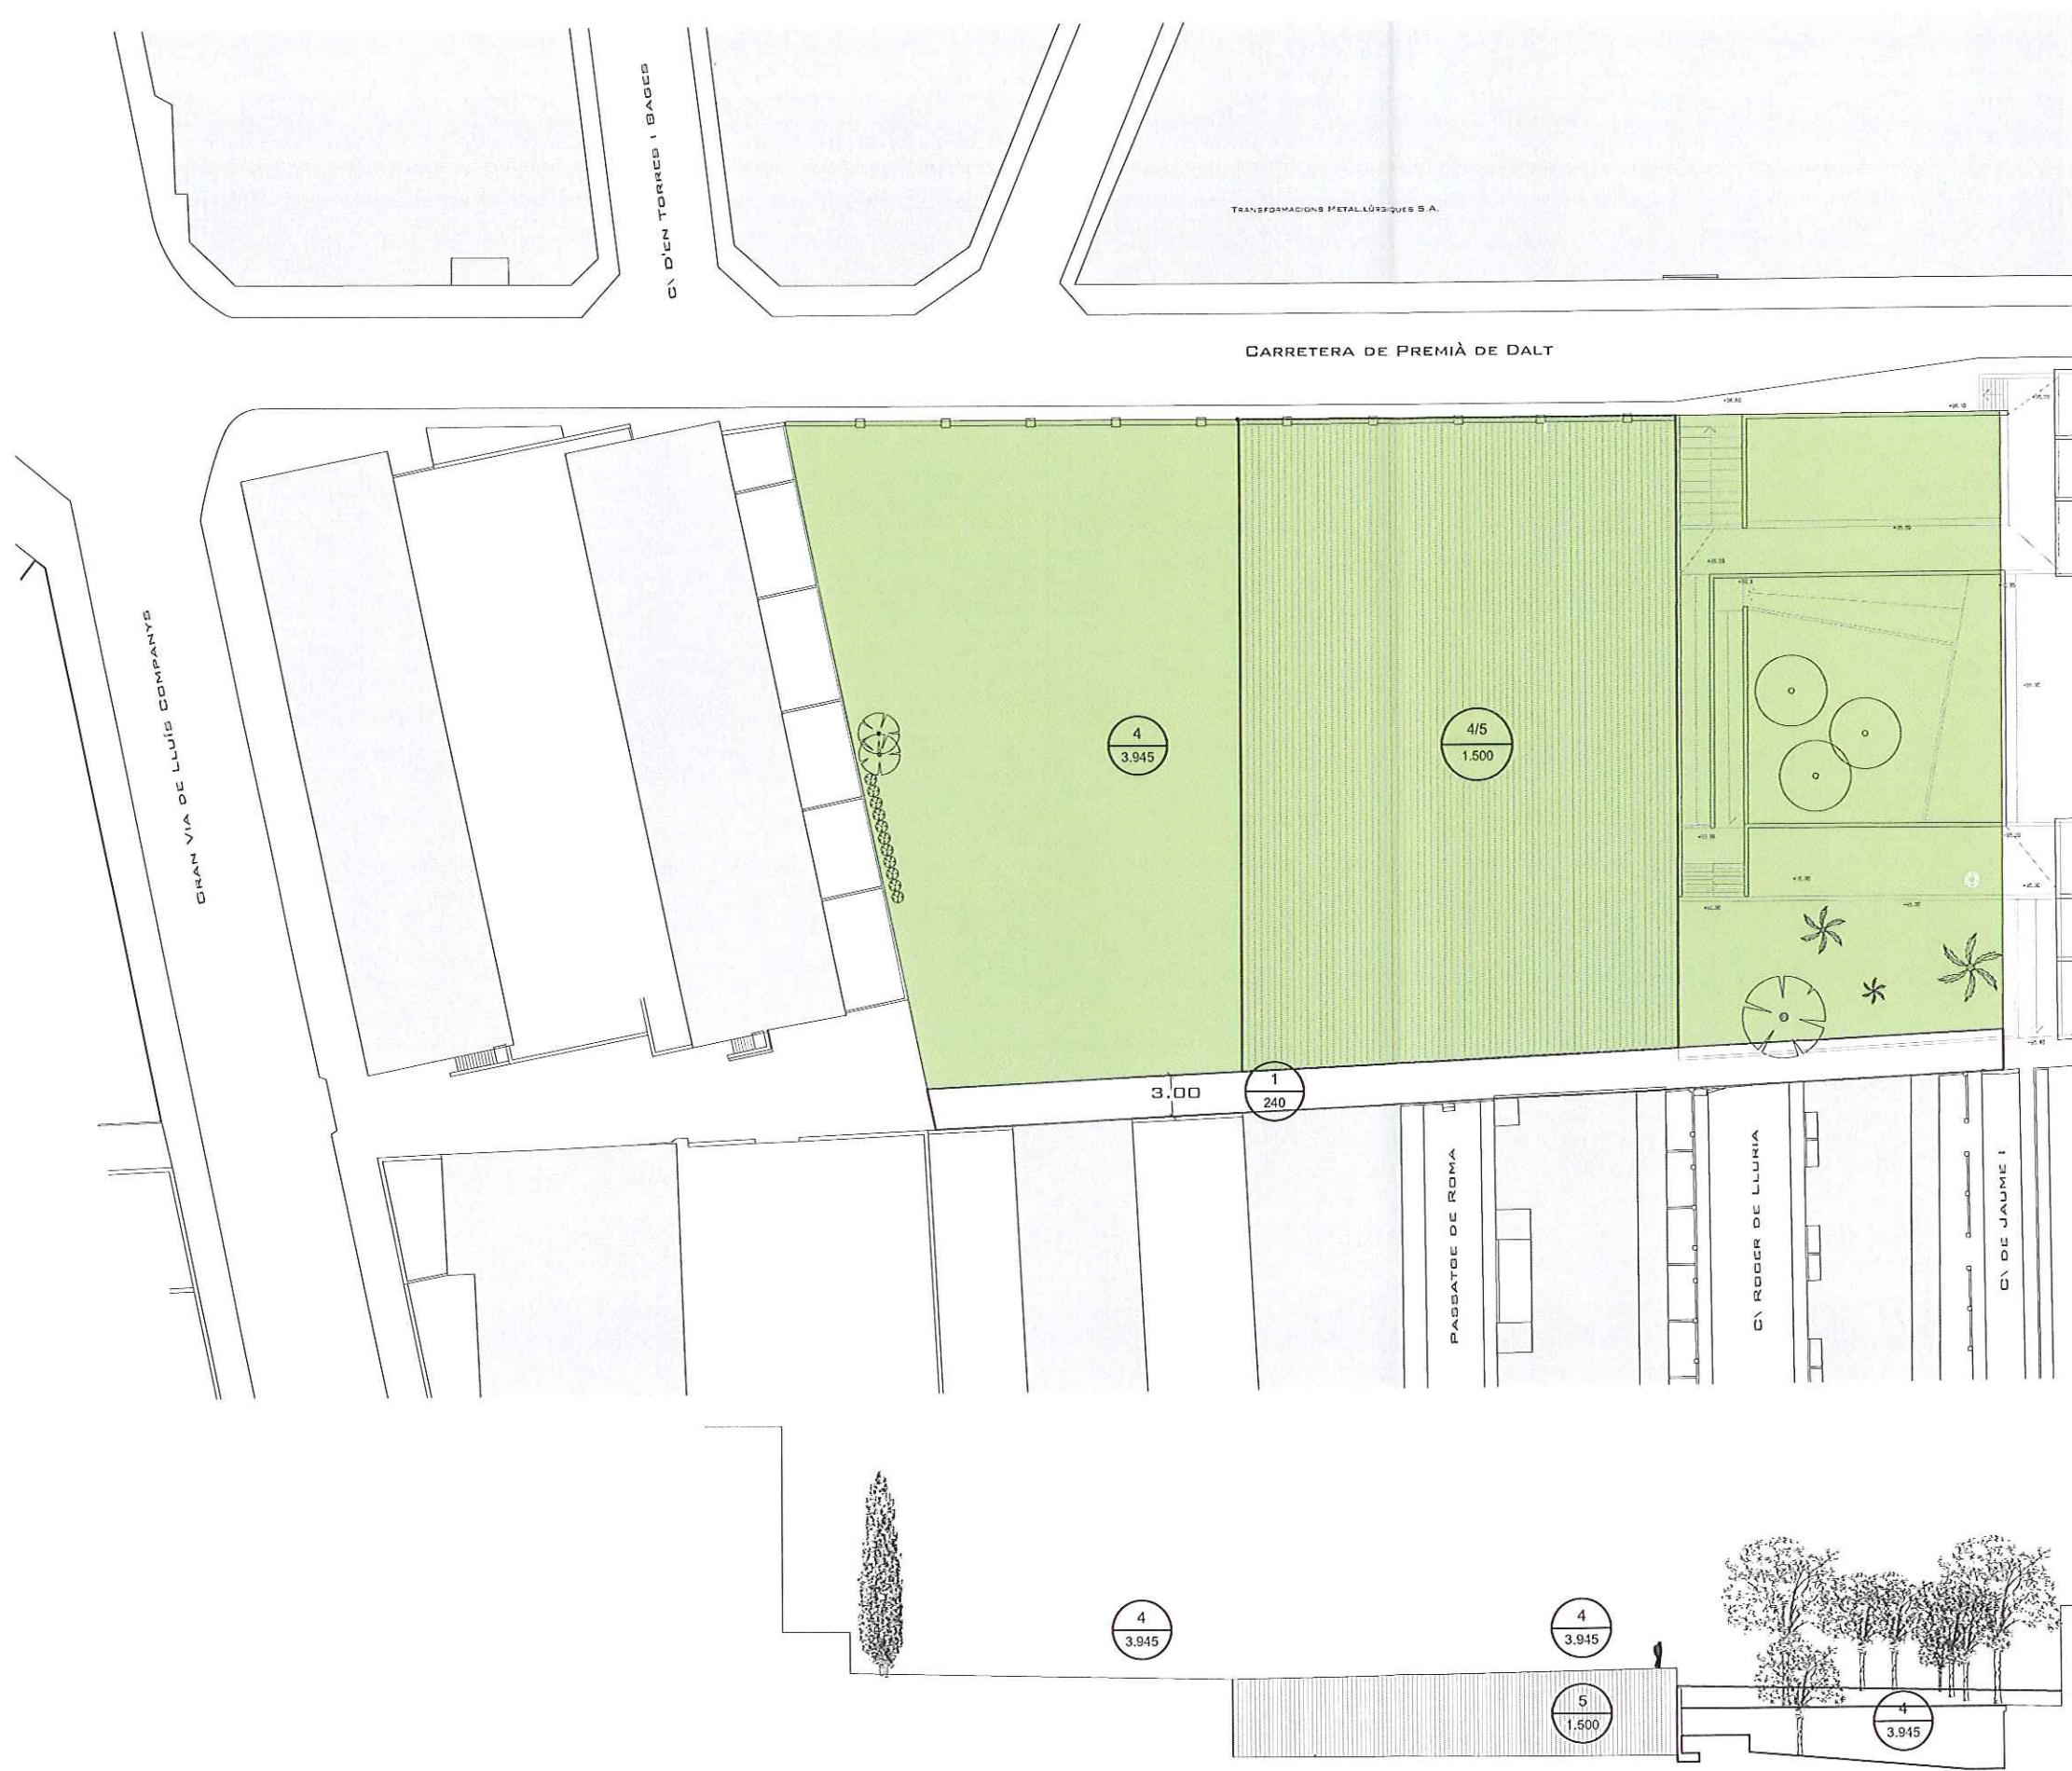 C\ D'EN TORRES I BAGES
TRANSFORMACIONS METAL.LÚRGIQUES S.A.
CARRETERA DE PREMIÀ DE DALT
GRAN VIA DE LLUÍS COMPANYS
4
3.945
4/5
1.500
3.00
1
240
PASSATGE DE ROMA
C\ ROGER DE LLURIA
C\ DE JAUME I
4
3.945
4
3.945
5
1.500
4
3.945